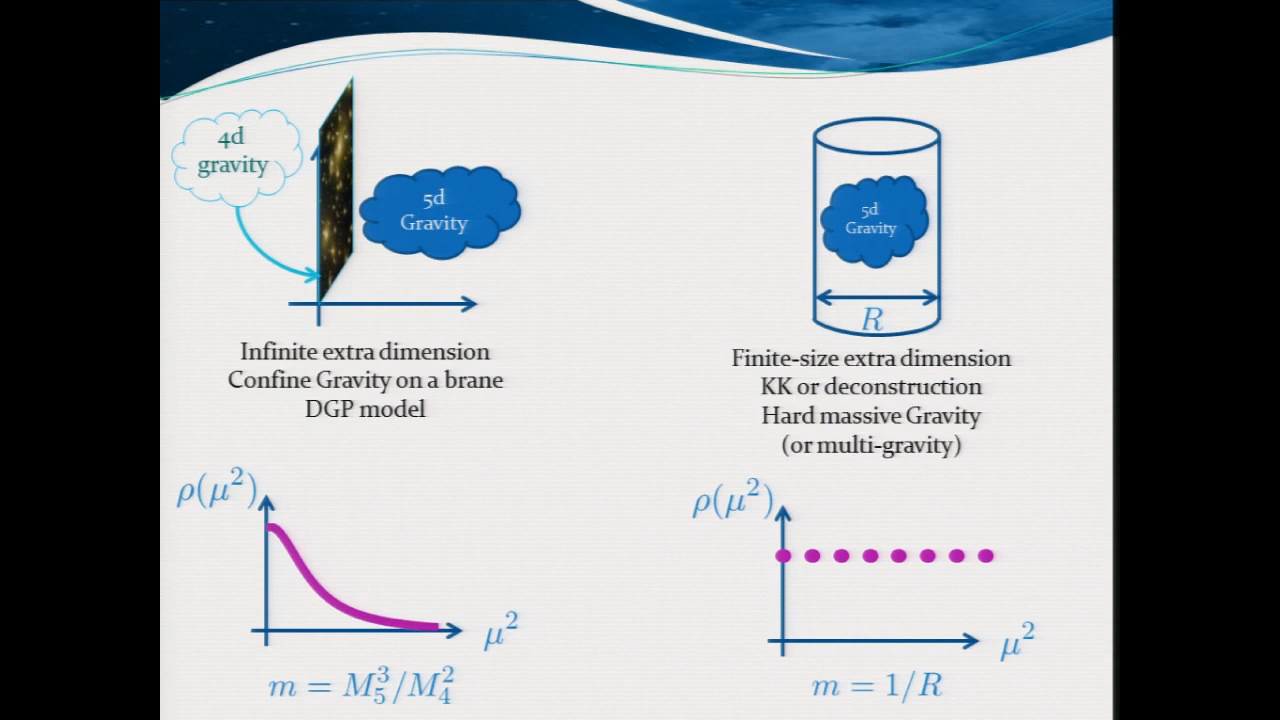 4d
gravity
5d
Gravity
Infinite extra dimension
Confine Gravity on a brane
DGP model
ρ(μ²)
μ²
m = M₅³/M₄²
5d
Gravity
R
Finite-size extra dimension
KK or deconstruction
Hard massive Gravity
(or multi-gravity)
ρ(μ²)
μ²
m = 1/R